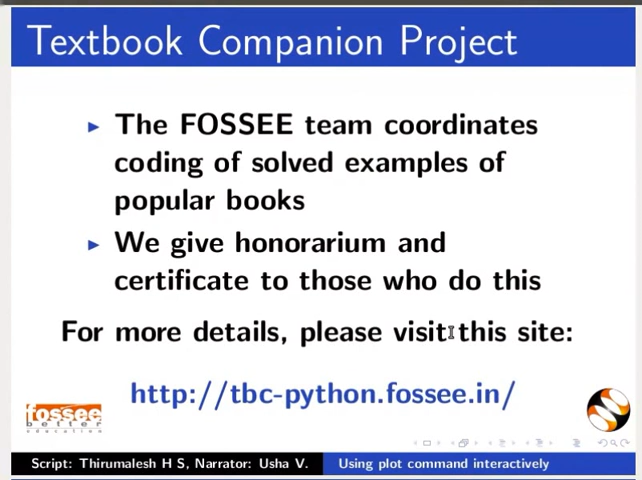 Textbook Companion Project
The FOSSEE team coordinates
coding of solved examples of
popular books
We give honorarium and
certificate to those who do this
For more details, please visit this site:
http://tbc-python.fossee.in/
fossee
better
education
Script: Thirumalesh H S, Narrator: Usha V.
Using plot command interactively